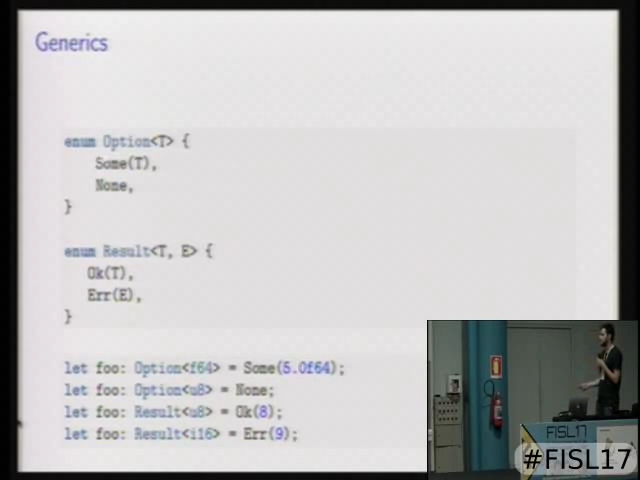 Generics
enum Option<T> {
Some(T),
None,
}
enum Result<T, E> {
Ok(T),
Err(E),
}
let foo: Option<f64> = Some(5.0f64);
let foo: Option<u8> = None;
let foo: Result<u8> = Ok(8);
let foo: Result<i16> = Err(9);
FISL17
#FISL17